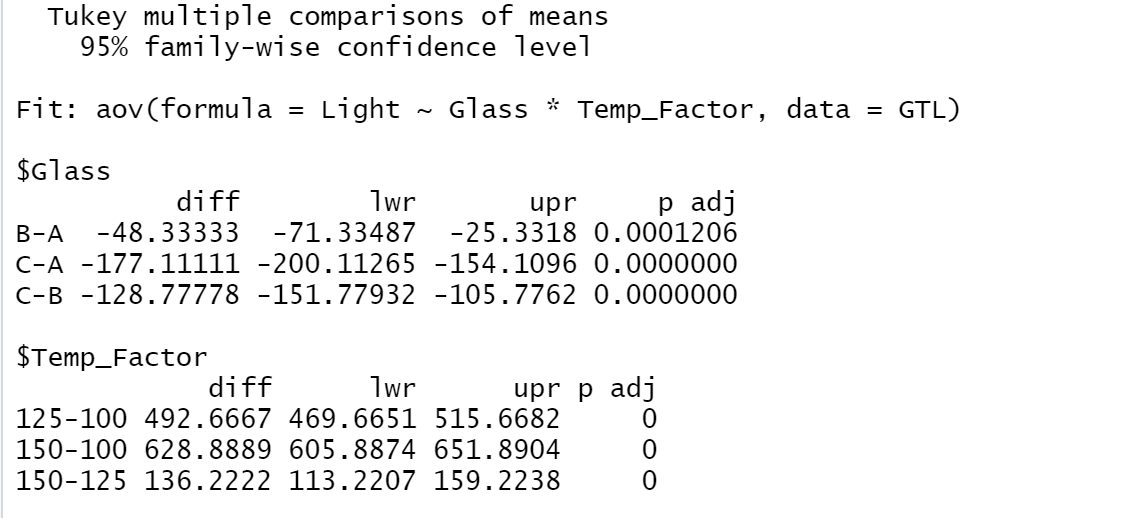 Tukey multiple comparisons of means
95% family-wise confidence level
Fit: aov(formula = Light ~ Glass * Temp_Factor, data = GTL)
$Glass
diff lwr upr p adj
B-A -48.33333 -71.33487 -25.3318 0.0001206
C-A -177.11111 -200.11265 -154.1096 0.0000000
C-B -128.77778 -151.77932 -105.7762 0.0000000
$Temp_Factor
diff lwr upr p adj
125-100 492.6667 469.6651 515.6682 0
150-100 628.8889 605.8874 651.8904 0
150-125 136.2222 113.2207 159.2238 0